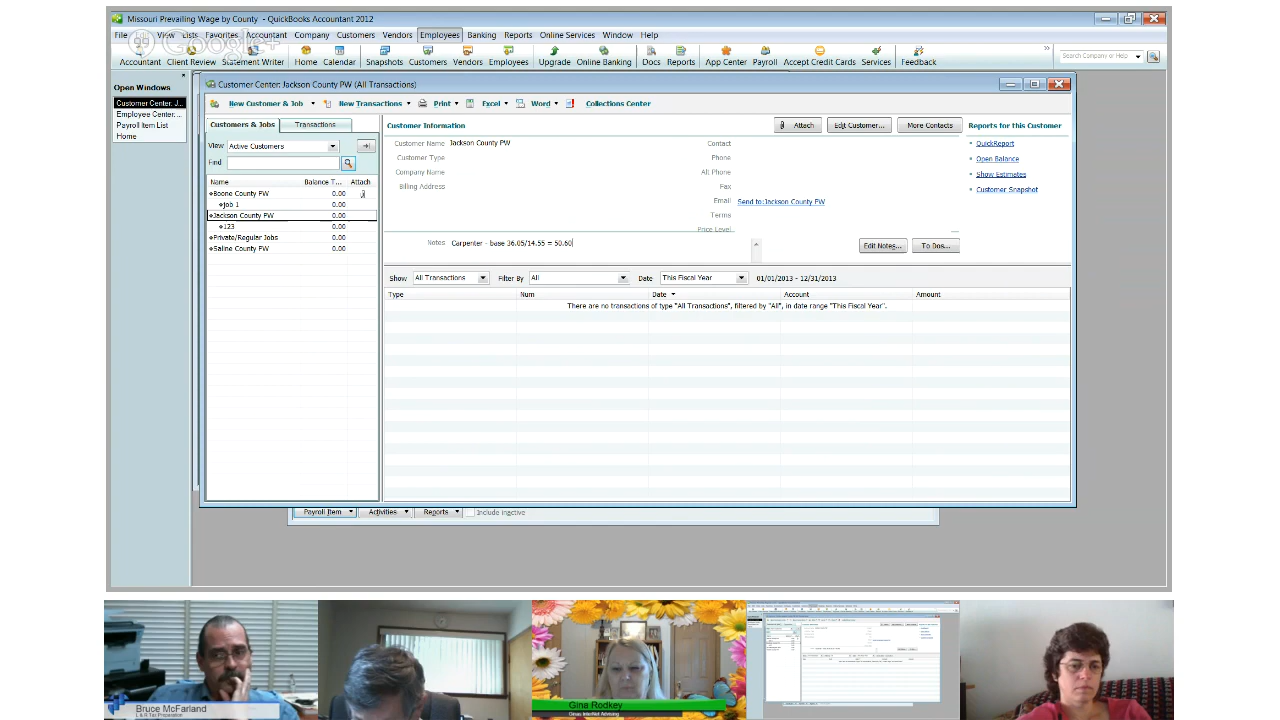 Missouri Prevailing Wage by County - QuickBooks Accountant 2012
File View Lists Favorites Accountant Company Customers Vendors Employees Banking Reports Online Services Window Help
Google+
Accountant Client Review Statement Writer Home Calendar Snapshots Customers Vendors Employees Upgrade Online Banking Docs Reports App Center Payroll Accept Credit Cards Services Feedback
Search Company or Help
Open Windows
Customer Center: J...
Employee Center:...
Payroll Item List
Home
Customer Center: Jackson County PW (All Transactions)
New Customer & Job New Transactions Print Excel Word Collections Center
Customers & Jobs Transactions
View Active Customers
Find
Name Balance T... Attach
Boone County PW 0.00
job 1 0.00
Jackson County PW 0.00
123 0.00
Private/Regular Jobs 0.00
Saline County PW 0.00
Customer Information
Attach Edit Customer... More Contacts
Customer Name Jackson County PW
Customer Type
Company Name
Billing Address
Contact
Phone
Alt Phone
Fax
Email Send to:Jackson County PW
Terms
Price Level
Notes Carpenter - base 36.05/14.55 = 50.60
Edit Notes... To Dos...
Reports for this Customer
QuickReport
Open Balance
Show Estimates
Customer Snapshot
Show All Transactions Filter By All Date This Fiscal Year 01/01/2013 - 12/31/2013
Type Num Date Account Amount
There are no transactions of type "All Transactions", filtered by "All", in date range "This Fiscal Year".
Payroll Item Activities Reports Include inactive
Bruce McFarland
L & R Tax Preparation
Gina Rodkey
Ginas InterNet Advising